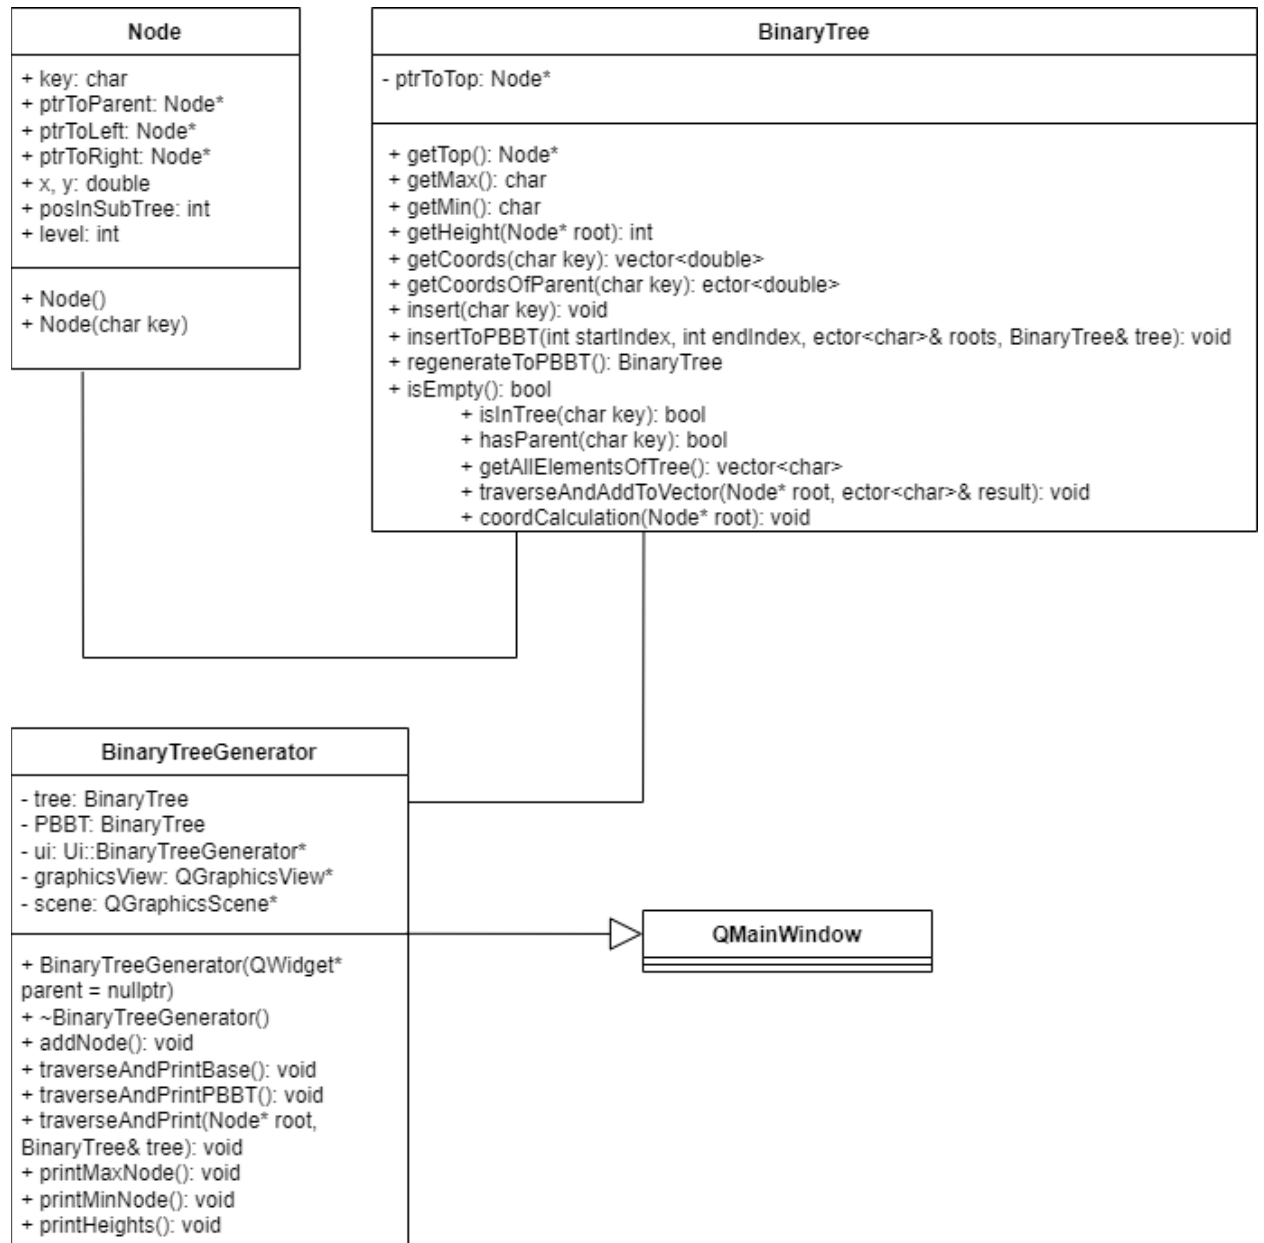 Node
+ key: char
+ ptrToParent: Node*
+ ptrToLeft: Node*
+ ptrToRight: Node*
+ x, y: double
+ posInSubTree: int
+ level: int
+ Node()
+ Node(char key)
BinaryTree
- ptrToTop: Node*
+ getTop(): Node*
+ getMax(): char
+ getMin(): char
+ getHeight(Node* root): int
+ getCoords(char key): vector<double>
+ getCoordsOfParent(char key): ector<double>
+ insert(char key): void
+ insertToPBBT(int startIndex, int endIndex, ector<char>& roots, BinaryTree& tree): void
+ regenerateToPBBT(): BinaryTree
+ isEmpty(): bool
+ isInTree(char key): bool
+ hasParent(char key): bool
+ getAllElementsOfTree(): vector<char>
+ traverseAndAddToVector(Node* root, ector<char>& result): void
+ coordCalculation(Node* root): void
BinaryTreeGenerator
- tree: BinaryTree
- PBBT: BinaryTree
- ui: Ui::BinaryTreeGenerator*
- graphicsView: QGraphicsView*
- scene: QGraphicsScene*
+ BinaryTreeGenerator(QWidget*
parent = nullptr)
+ ~BinaryTreeGenerator()
+ addNode(): void
+ traverseAndPrintBase(): void
+ traverseAndPrintPBBT(): void
+ traverseAndPrint(Node* root,
BinaryTree& tree): void
+ printMaxNode(): void
+ printMinNode(): void
+ printHeights(): void
QMainWindow